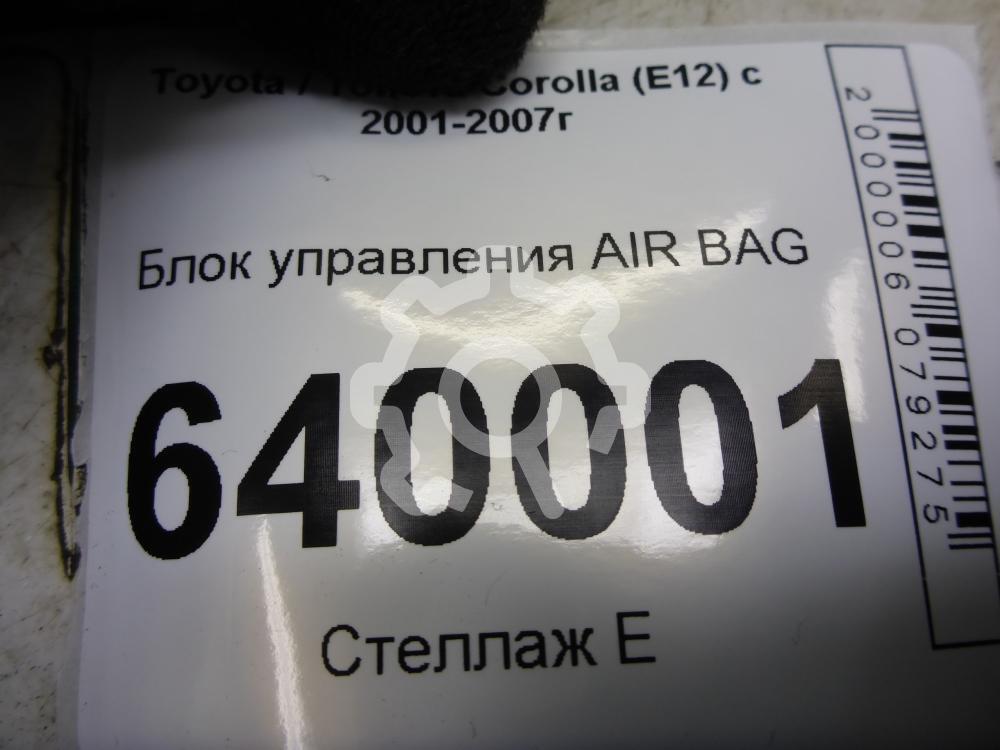 Toyota / Corolla (E12) с
2001-2007г
Блок управления AIR BAG
640001
Стеллаж Е
2000006079275